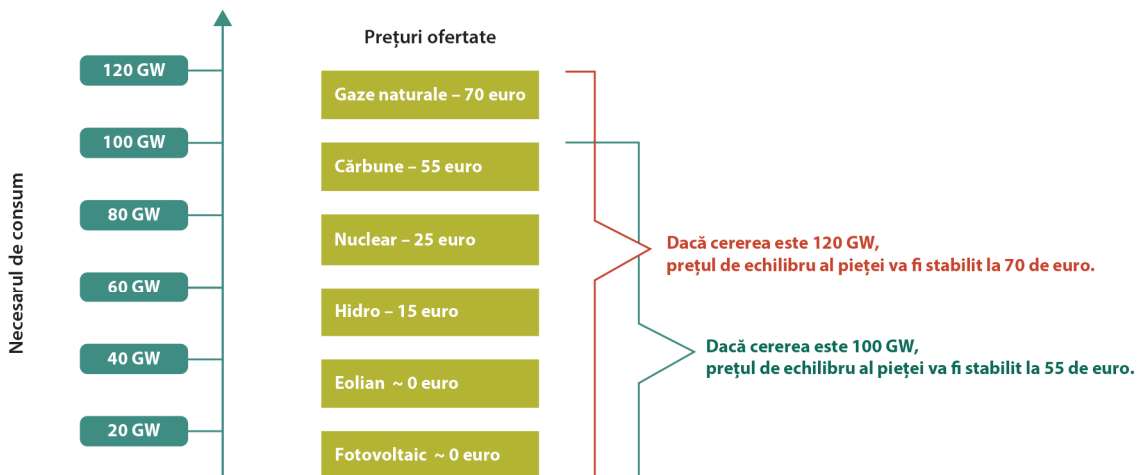 Prețuri ofertate
Necesarul de consum
120 GW
Gaze naturale – 70 euro
100 GW
Cărbune – 55 euro
80 GW
Nuclear – 25 euro
Dacă cererea este 120 GW,
prețul de echilibru al pieței va fi stabilit la 70 de euro.
60 GW
Hidro – 15 euro
Dacă cererea este 100 GW,
prețul de echilibru al pieței va fi stabilit la 55 de euro.
40 GW
Eolian ~ 0 euro
20 GW
Fotovoltaic ~ 0 euro